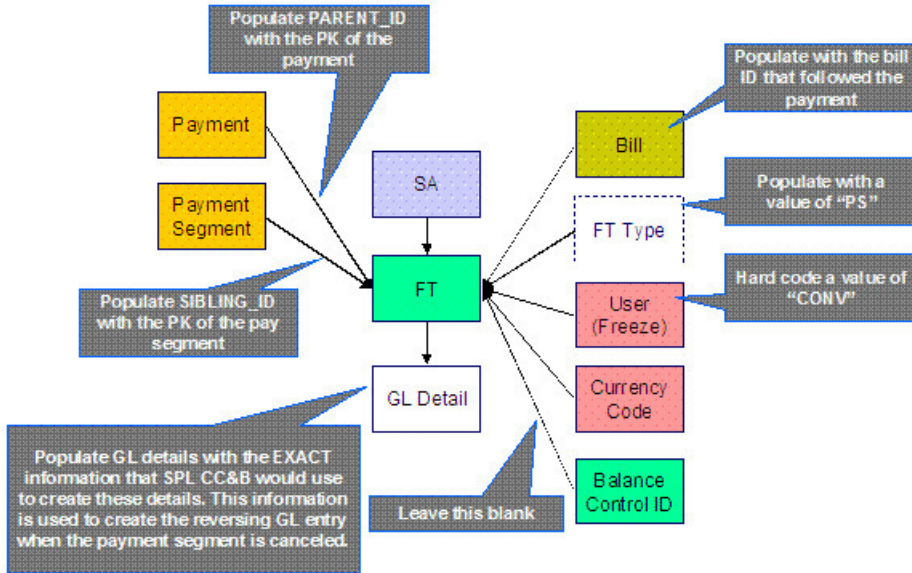 Populate PARENT_ID
with the PK of the
payment
Populate with the bill
ID that followed the
payment
Payment
Bill
SA
Populate with a
value of “PS”
Payment
Segment
FT Type
FT
Hard code a value of
“CONV”
User
(Freeze)
Populate SIBLING_ID
with the PK of the pay
segment
GL Detail
Currency
Code
Populate GL details with the EXACT
information that SPL CC&B would use
to create these details. This information
is used to create the reversing GL entry
when the payment segment is canceled.
Leave this blank
Balance
Control ID